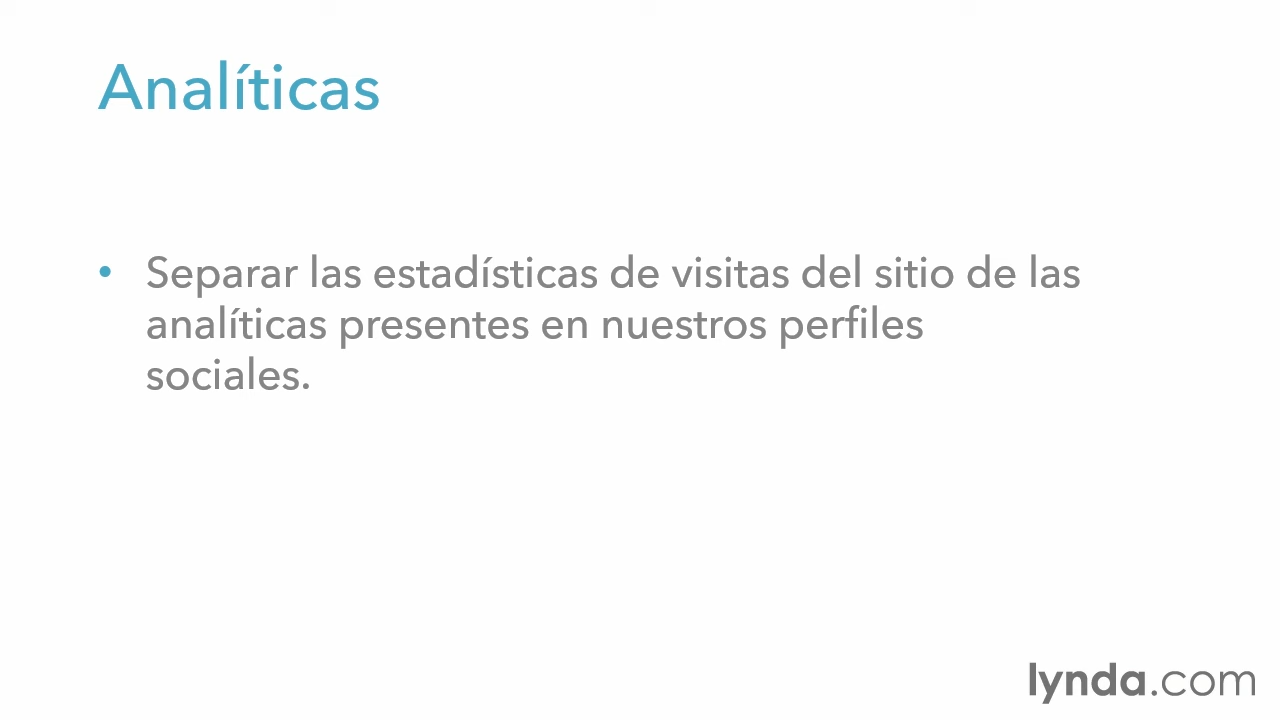 Analíticas
• Separar las estadísticas de visitas del sitio de las
analíticas presentes en nuestros perfiles
sociales.
lynda.com